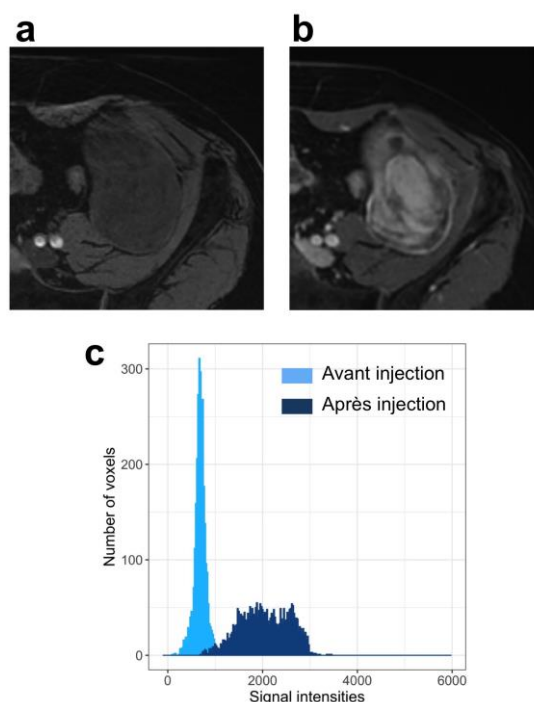 a
b
c
Avant injection
Après injection
Number of voxels
300
200
100
0
0
2000
4000
6000
Signal intensities